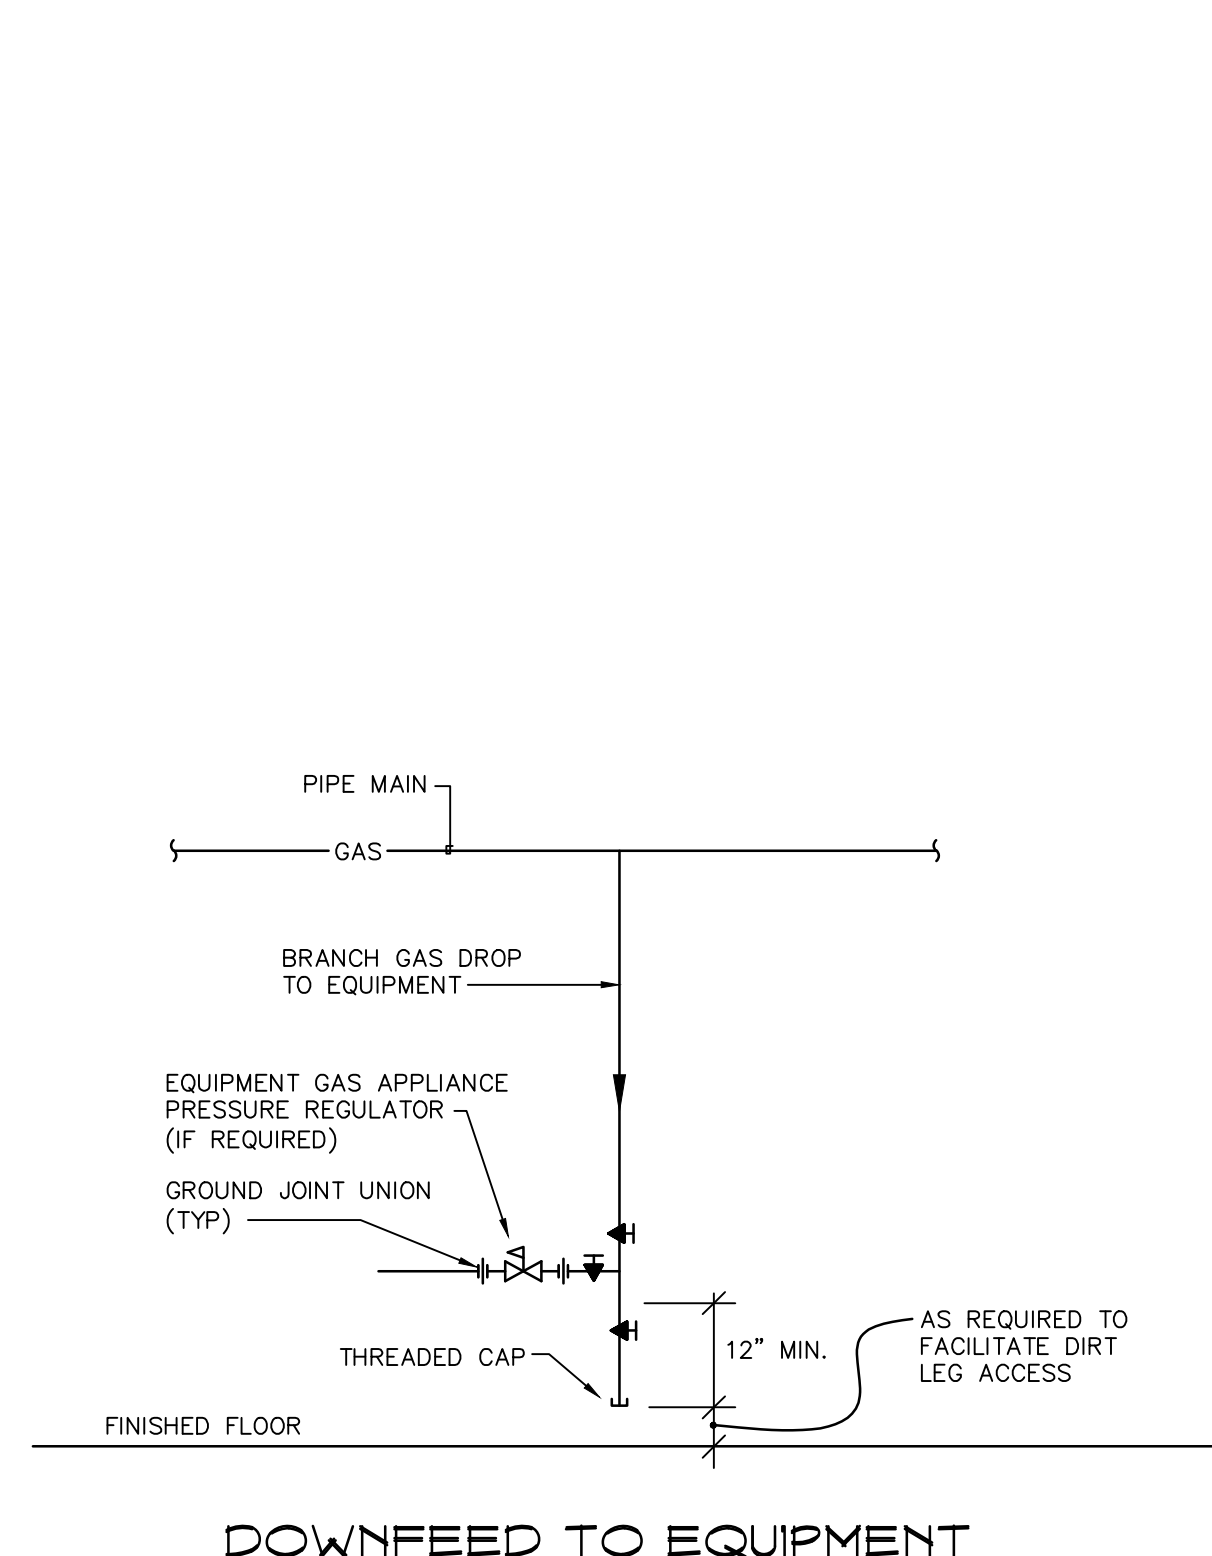 PIPE MAIN
GAS
BRANCH GAS DROP
TO EQUIPMENT
EQUIPMENT GAS APPLIANCE
PRESSURE REGULATOR
(IF REQUIRED)
GROUND JOINT UNION
(TYP)
12" MIN.
AS REQUIRED TO
FACILITATE DIRT
LEG ACCESS
THREADED CAP
FINISHED FLOOR
DOWNFEED TO EQUIPMENT